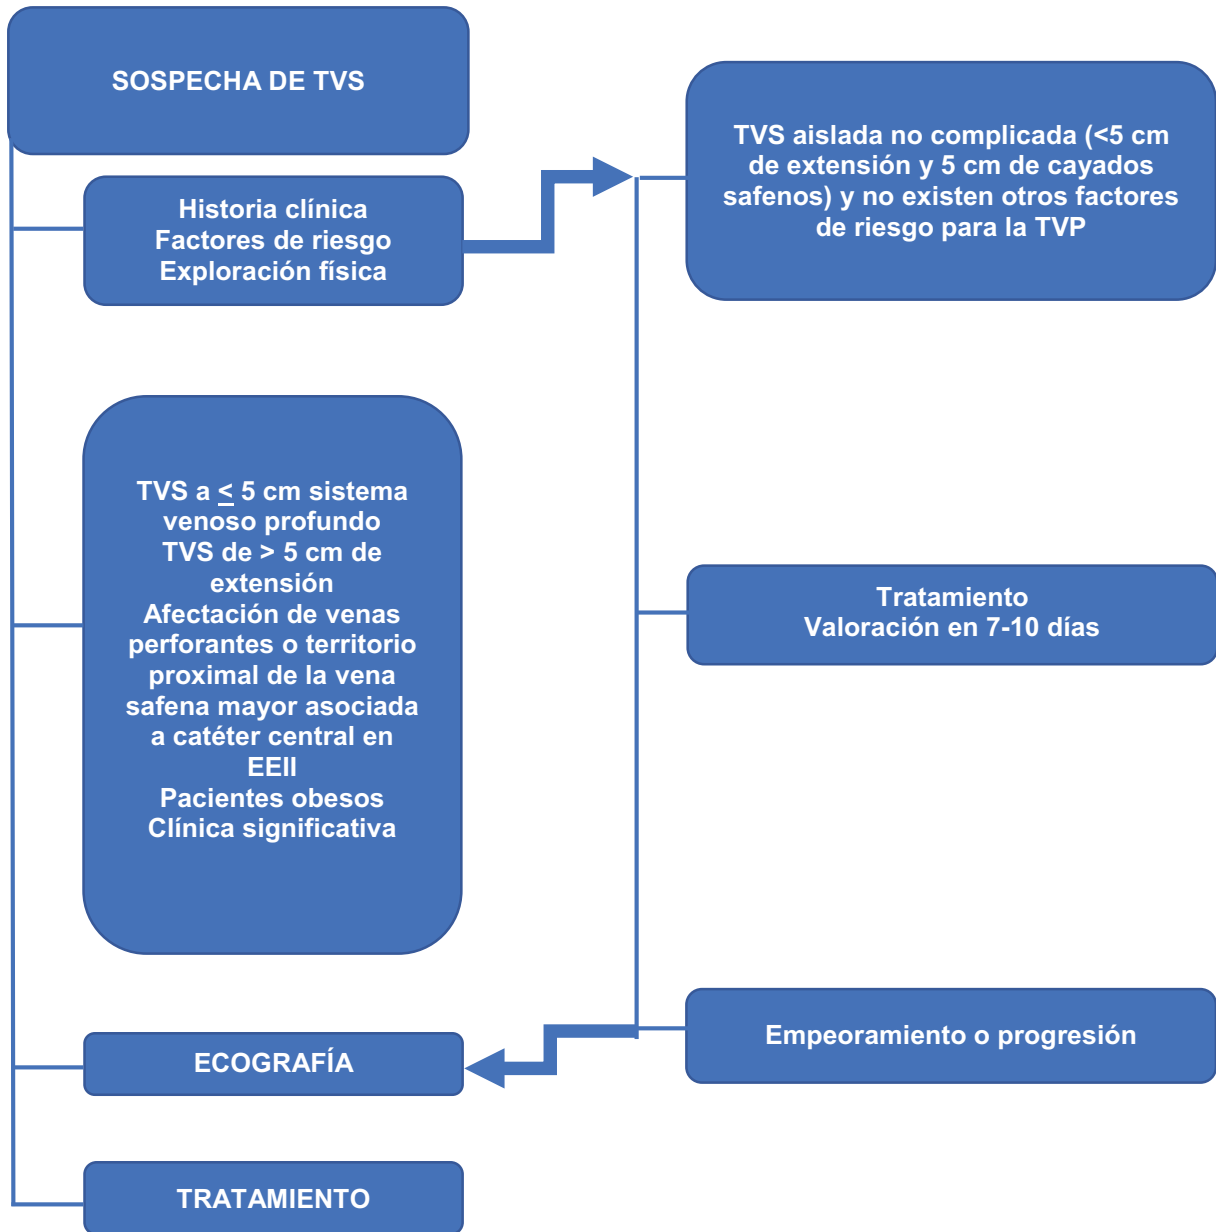 SOSPECHA DE TVS
Historia clínica
Factores de riesgo
Exploración física
TVS aislada no complicada (<5 cm
de extensión y 5 cm de cayados
safenos) y no existen otros factores
de riesgo para la TVP
TVS a ≤ 5 cm sistema
venoso profundo
TVS de > 5 cm de
extensión
Afectación de venas
perforantes o territorio
proximal de la vena
safena mayor asociada
a catéter central en
EEII
Pacientes obesos
Clínica significativa
Tratamiento
Valoración en 7-10 días
Empeoramiento o progresión
ECOGRAFÍA
TRATAMIENTO